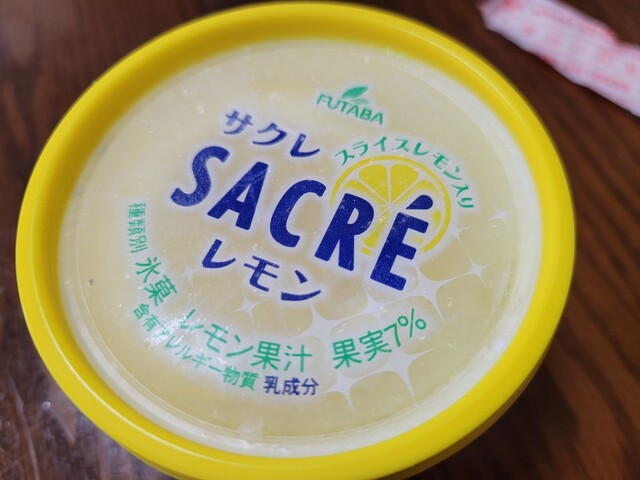 FUTABA
サクレ
スライスレモン入り
SACRÉ
レモン
種類別 氷菓
レモン果汁 果実7%
含有アレルギー物質 乳成分